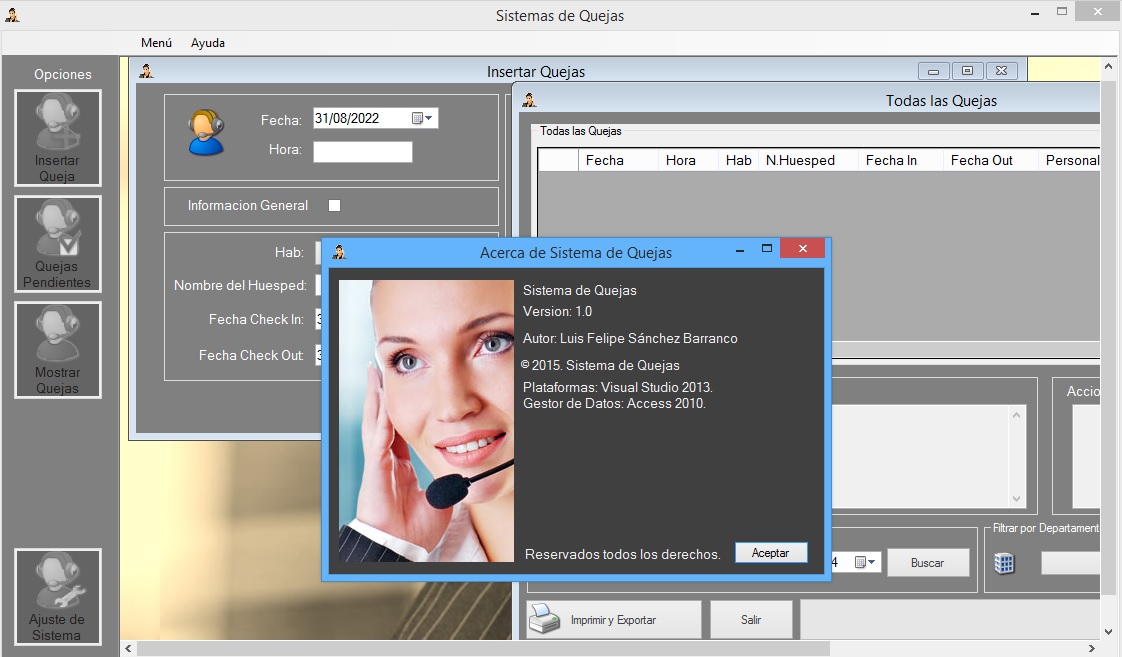 Sistemas de Quejas
Menú Ayuda
Opciones
Insertar
Queja
Quejas
Pendientes
Mostrar
Quejas
Ajuste de
Sistema
Insertar Quejas
Fecha: 31/08/2022
Hora:
Informacion General
Hab:
Nombre del Huesped:
Fecha Check In:
Fecha Check Out:
Todas las Quejas
Todas las Quejas
Fecha Hora Hab N.Huesped Fecha In Fecha Out Personal
Acerca de Sistema de Quejas
Sistema de Quejas
Version: 1.0
Autor: Luis Felipe Sánchez Barranco
© 2015. Sistema de Quejas
Plataformas: Visual Studio 2013.
Gestor de Datos: Access 2010.
Reservados todos los derechos.
Aceptar
Accio
Filtrar por Departament
4
Buscar
Imprimir y Exportar
Salir